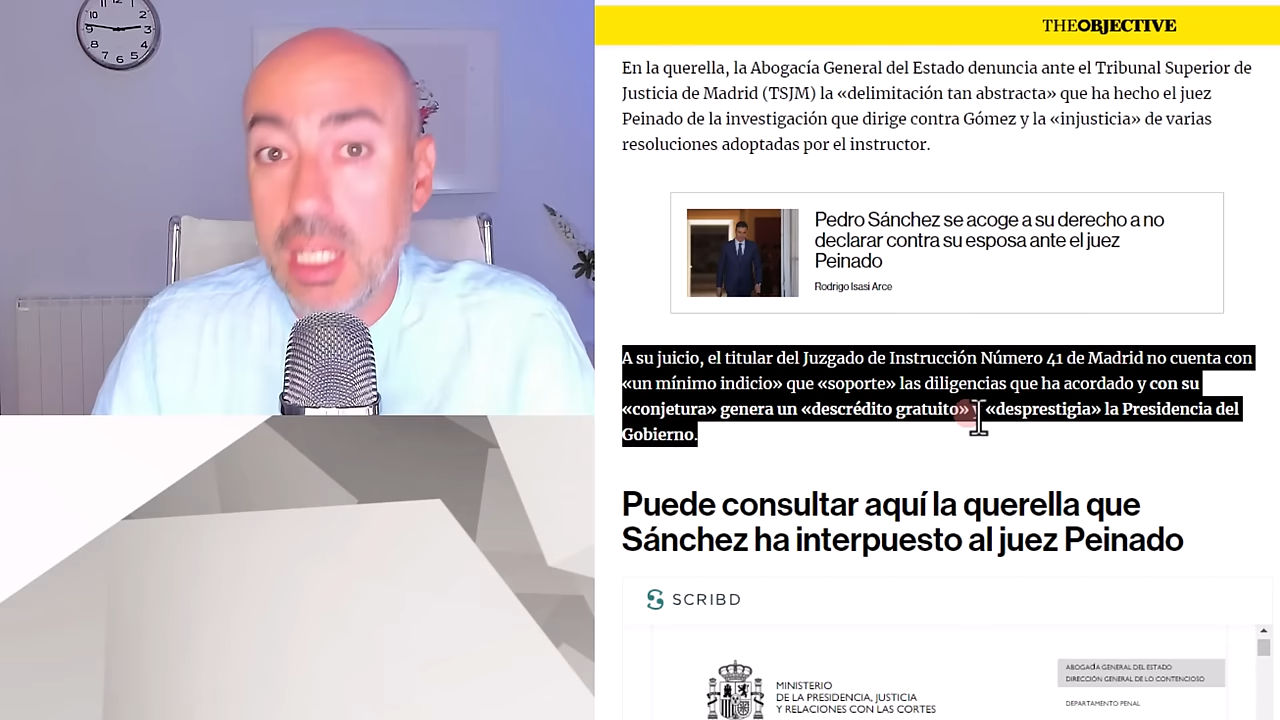 THEOBJECTIVE
En la querella, la Abogacía General del Estado denuncia ante el Tribunal Superior de
Justicia de Madrid (TSJM) la «delimitación tan abstracta» que ha hecho el juez
Peinado de la investigación que dirige contra Gómez y la «injusticia» de varias
resoluciones adoptadas por el instructor.
Pedro Sánchez se acoge a su derecho a no
declarar contra su esposa ante el juez
Peinado
Rodrigo Isasi Arce
A su juicio, el titular del Juzgado de Instrucción Número 41 de Madrid no cuenta con
«un mínimo indicio» que «soporte» las diligencias que ha acordado y con su
«conjetura» genera un «descrédito gratuito» y «desprestigia» la Presidencia del
Gobierno.
Puede consultar aquí la querella que
Sánchez ha interpuesto al juez Peinado
SCRIBD
MINISTERIO
DE LA PRESIDENCIA, JUSTICIA
Y RELACIONES CON LAS CORTES
ABOGACÍA GENERAL DEL ESTADO
DIRECCIÓN GENERAL DE LO CONTENCIOSO
DEPARTAMENTO PENAL